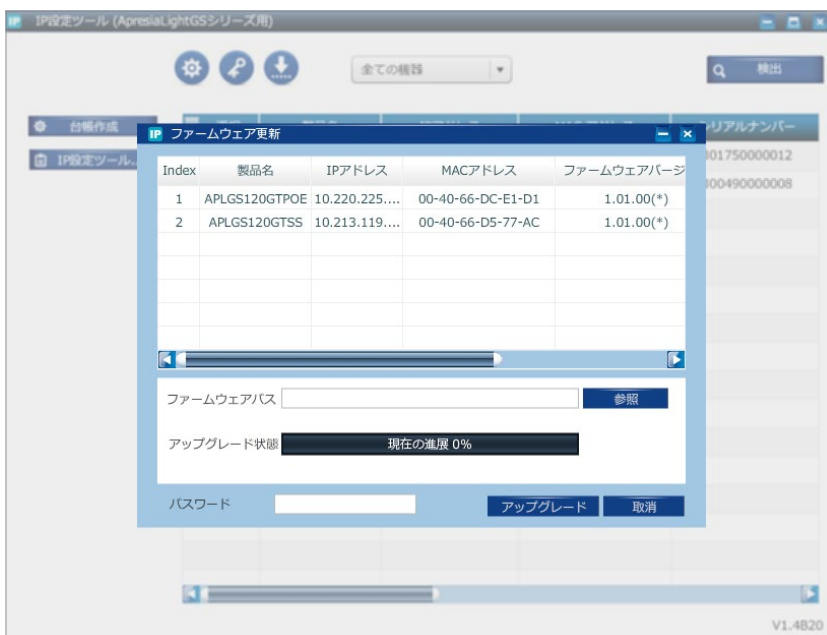 IP IP設定ツール (ApresiaLightGSシリーズ用)
全ての機器
検出
台帳作成
IP設定ツール..
シリアルナンバー
01750000012
00490000008
IP ファームウェア更新
Index 製品名 IPアドレス MACアドレス ファームウェアバージ
1 APLGS120GTPOE 10.220.225.... 00-40-66-DC-E1-D1 1.01.00(*)
2 APLGS120GTSS 10.213.119.... 00-40-66-D5-77-AC 1.01.00(*)
ファームウェアパス 参照
アップグレード状態 現在の進展 0%
パスワード アップグレード 取消
V1.4B20